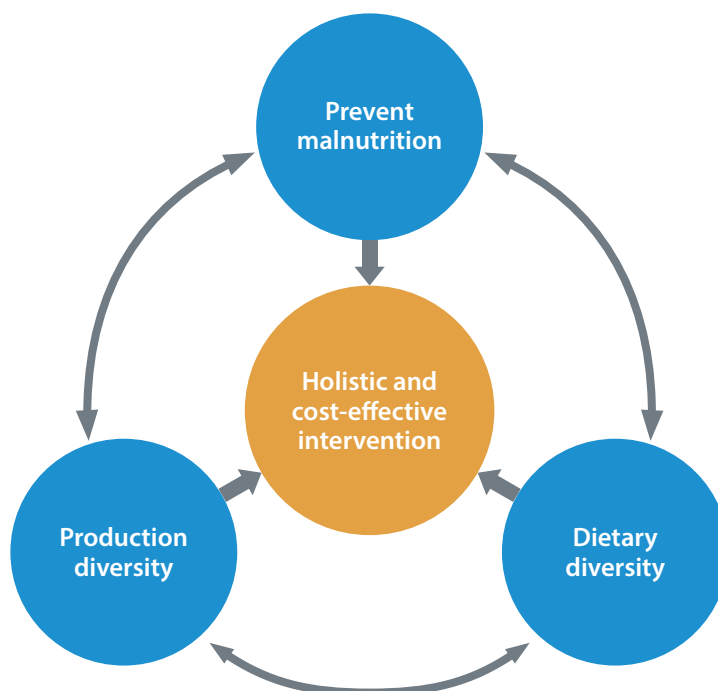 Prevent
malnutrition
Holistic and
cost-effective
intervention
Production
diversity
Dietary
diversity